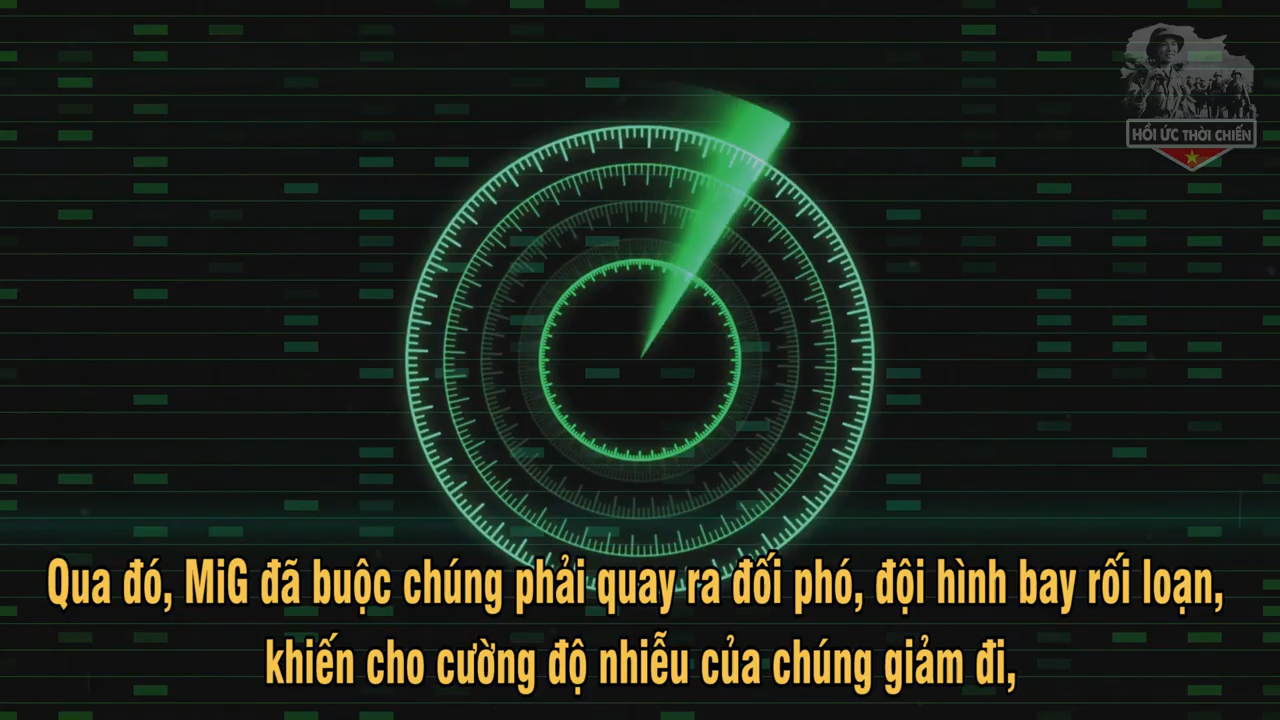 HỒI ỨC THỜI CHIẾN
Qua đó, MiG đã buộc chúng phải quay ra đối phó, đội hình bay rối loạn,
khiến cho cường độ nhiễu của chúng giảm đi,